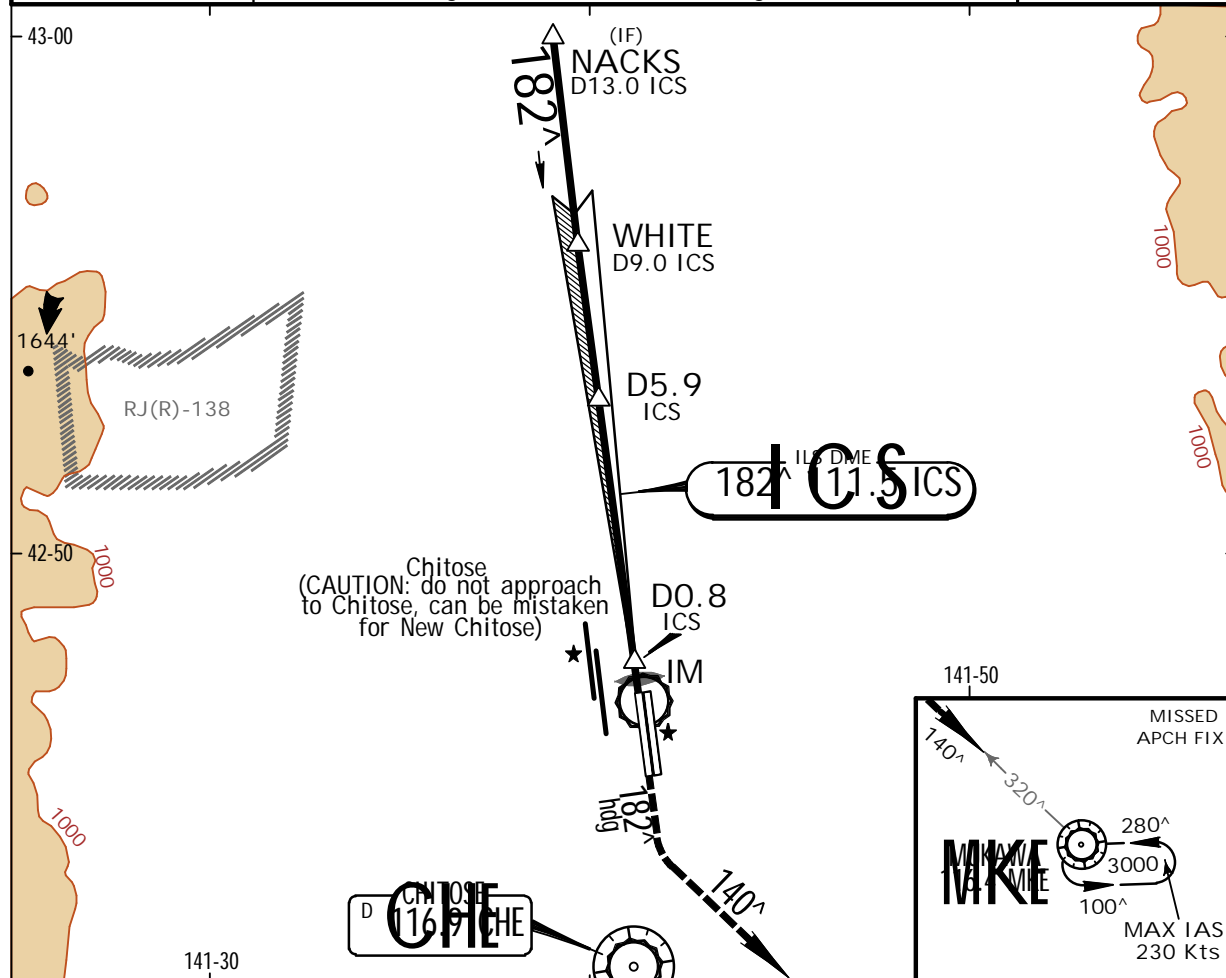 43-00
(IF)
NACKS
D13.0 ICS
182^
WHITE
D9.0 ICS
1000
1644'
RJ(R)-138
D5.9
ICS
1000
ILS DME
182^ 111.5 ICS
ICS
42-50
1000
Chitose
(CAUTION: do not approach
to Chitose, can be mistaken
for New Chitose)
D0.8
ICS
IM
141-50
MISSED
APCH FIX
140^
320^
182^
hdg
1000
280^
3000
100^
MKE
MAX IAS
230 Kts
140^
CHITOSE
D
116.9 CHE
CHE
141-30